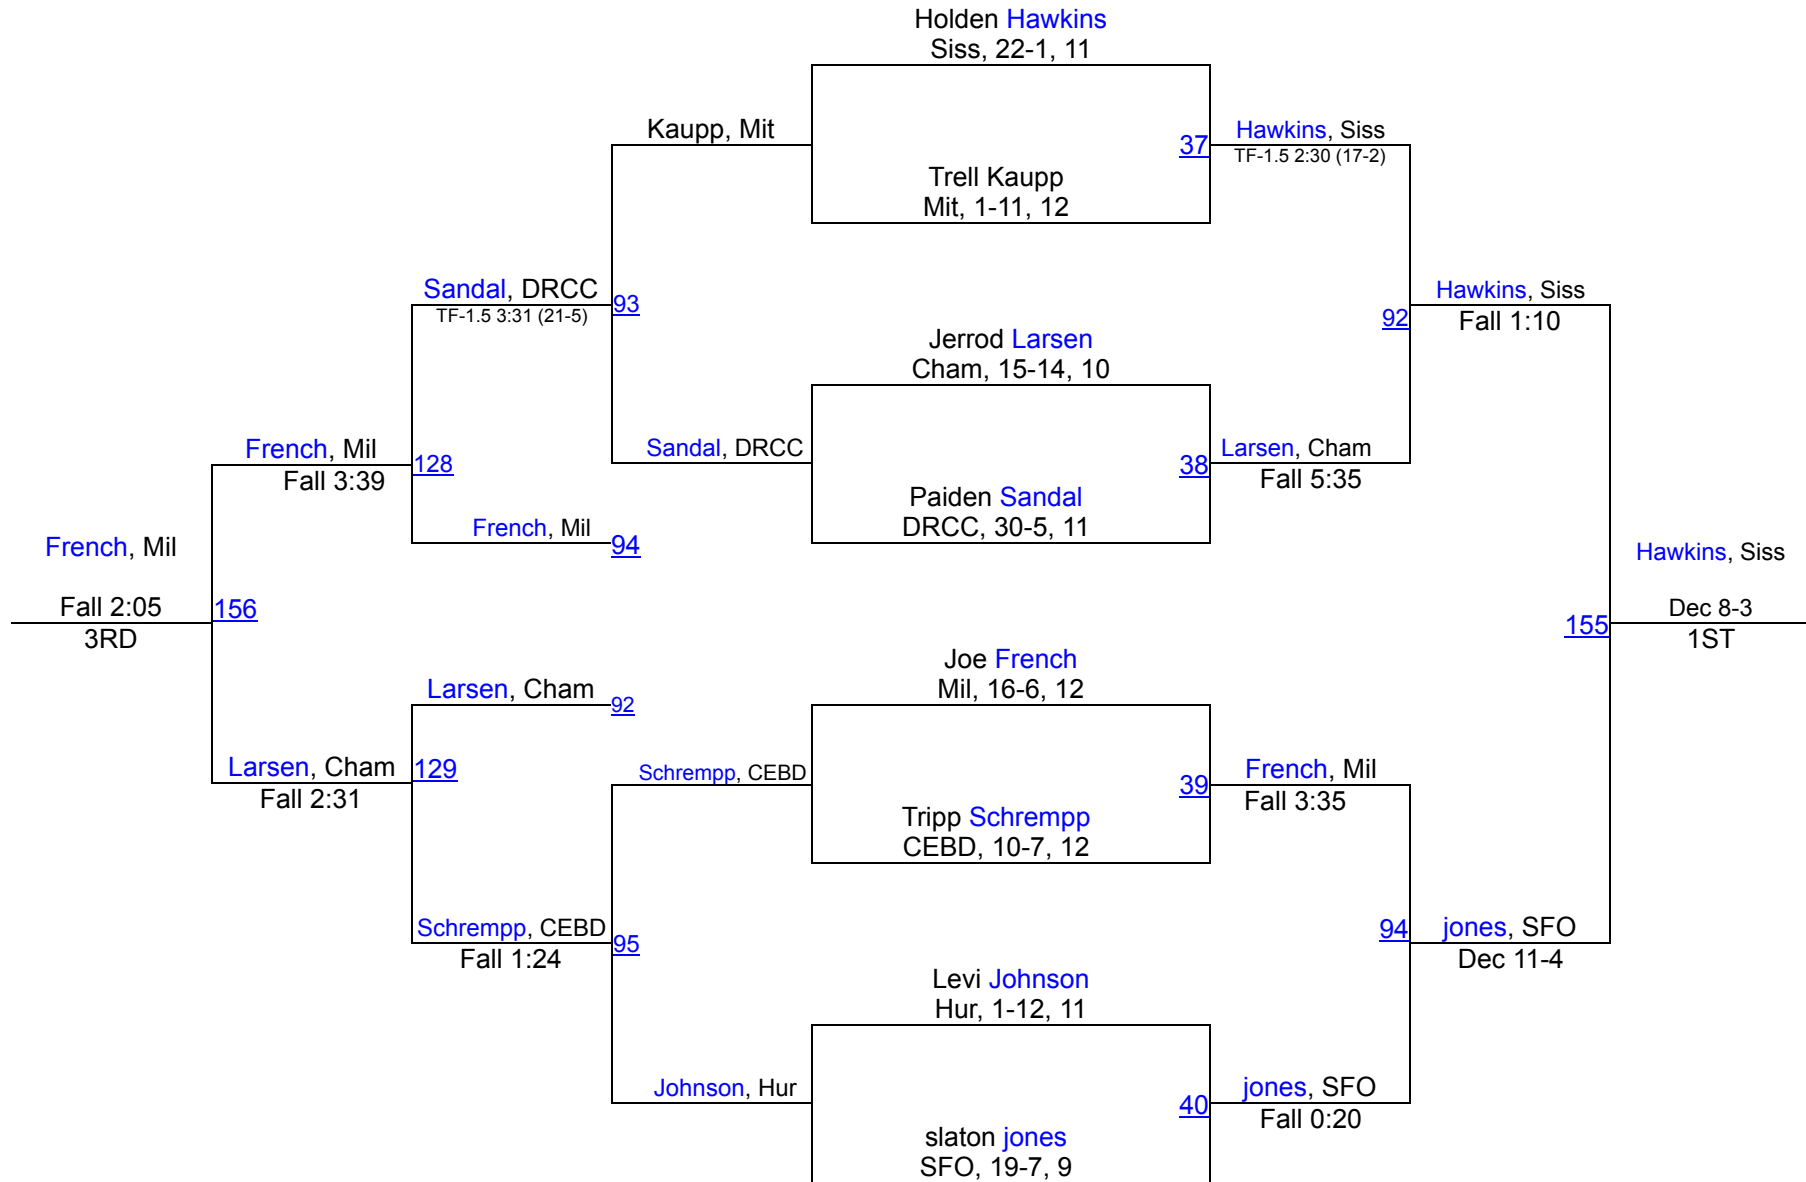 Holden Hawkins
Siss, 22-1, 11
Kaupp, Mit
37
Hawkins, Siss
TF-1.5 2:30 (17-2)
Trell Kaupp
Mit, 1-11, 12
Sandal, DRCC
TF-1.5 3:31 (21-5)
93
Hawkins, Siss
Fall 1:10
92
Jerrod Larsen
Cham, 15-14, 10
French, Mil
Fall 3:39
128
Sandal, DRCC
38
Larsen, Cham
Fall 5:35
Paiden Sandal
DRCC, 30-5, 11
French, Mil
94
French, Mil
Fall 2:05
3RD
156
Hawkins, Siss
Dec 8-3
1ST
155
Joe French
Mil, 16-6, 12
Larsen, Cham
92
Larsen, Cham
Fall 2:31
129
Schrempp, CEBD
39
French, Mil
Fall 3:35
Tripp Schrempp
CEBD, 10-7, 12
Schrempp, CEBD
Fall 1:24
95
94
jones, SFO
Dec 11-4
Levi Johnson
Hur, 1-12, 11
Johnson, Hur
40
jones, SFO
Fall 0:20
slaton jones
SFO, 19-7, 9